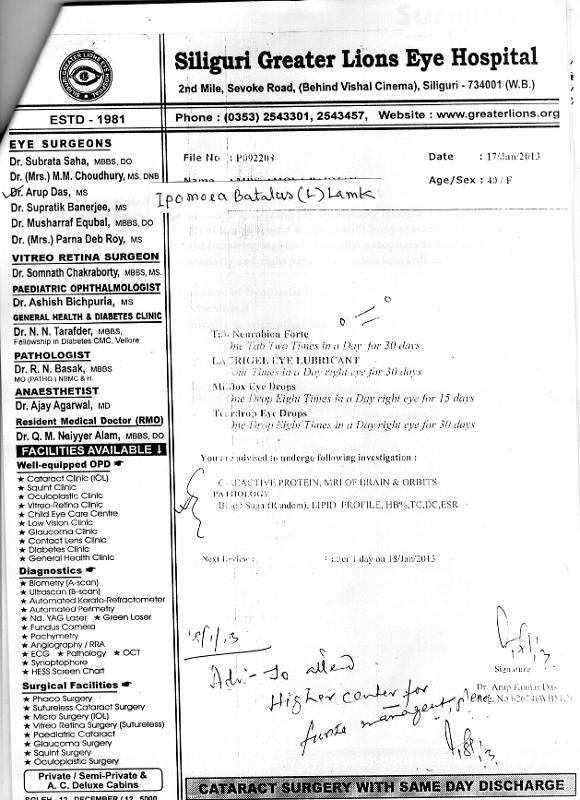 Siliguri Greater Lions Eye Hospital
2nd Mile, Sevoke Road, (Behind Vishal Cinema), Siliguri - 734001 (W.B.)
ESTD - 1981
Phone : (0353) 2543301, 2543457, Website : www.greaterlions.org
EYE SURGEONS
Dr. Subrata Saha, MBBS, DO
Dr. (Mrs.) M.M. Choudhury, MS, DNB
Dr. Arup Das, MS
Dr. Supratik Banerjee, MS
Dr. Musharraf Equbal, MBBS, DO
Dr. (Mrs.) Parna Deb Roy, MS
VITREO RETINA SURGEON
Dr. Somnath Chakraborty, MBBS, MS.
PAEDIATRIC OPHTHALMOLOGIST
Dr. Ashish Bichpuria, MS
GENERAL HEALTH & DIABETES CLINIC
Dr. N. N. Tarafder, MBBS,
Fellowship in Diabetes CMC, Vellore
PATHOLOGIST
Dr. R. N. Basak, MBBS
MO (PATHO.) NBMC & H.
ANAESTHETIST
Dr. Ajay Agarwal, MD
Resident Medical Doctor (RMO)
Dr. Q. M. Naiyyer Alam, MBBS, DO
FACILITIES AVAILABLE
Well-equipped OPD
★ Cataract Clinic (IOL)
★ Squint Clinic
★ Oculoplastic Clinic
★ Vitreo-Retina Clinic
★ Child Eye Care Centre
★ Low Vision Clinic
★ Glaucoma Clinic
★ Contact Lens Clinic
★ Diabetes Clinic
★ General Health Clinic
Diagnostics
★ Biometry (A-scan)
★ Ultrascan (B-scan)
★ Automated Kerato-Refractometer
★ Automated Perimetry
★ Nd. YAG Laser ★ Green Laser
★ Fundus Camera
★ Pachymetry
★ Angiography / RRA
★ ECG ★ Pathology ★ OCT
★ Synoptophore
★ HESS Screen Chart
Surgical Facilities
★ Phaco Surgery
★ Sutureless Cataract Surgery
★ Micro Surgery (IOL)
★ Vitreo Retina Surgery (Sutureless)
★ Paediatric Cataract
★ Glaucoma Surgery
★ Squint Surgery
★ Oculoplastic Surgery
Private / Semi-Private &
A. C. Deluxe Cabins
SGLEH - 12, DECEMBER / 12, 5000
File No : P092208
Date : 17/Jan/2013
Age/Sex : 40 / F
Ipomoea Batatas (L) Lamk
Tab Neurobion Forte
One Tab Two Times in a Day for 30 days
LACRIGEL EYE LUBRICANT
Times in a Day right eye for 30 days
Eye Drops
One Drop Eight Times in a Day right eye for 15 days
Teardrop Eye Drops
One Drop Eight Times in a Day right eye for 30 days
You are advised to undergo following investigation :
C-REACTIVE PROTEIN, MRI OF BRAIN & ORBITS
PATHOLOGY
Blood Sugar(Random), LIPID PROFILE, HB%,TC,DC,ESR
Next Review : After 1 day on 18/Jan/2013
18/1/13
Adv:- To attend
Higher center for
management, please
Signature
Dr. Arup Kumar Das
CATARACT SURGERY WITH SAME DAY DISCHARGE